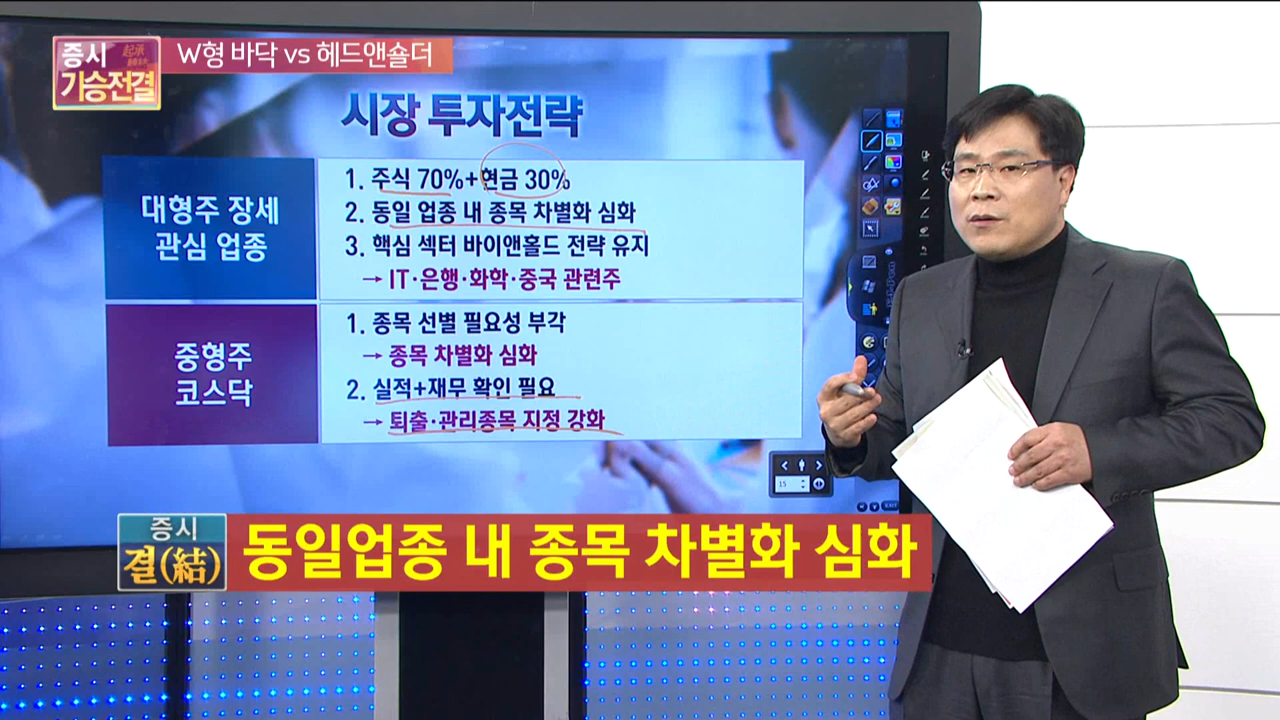 증시
起承
轉結
기승전결
W형 바닥 vs 헤드앤숄더
시장 투자전략
대형주 장세
관심 업종
1. 주식 70%+현금 30%
2. 동일 업종 내 종목 차별화 심화
3. 핵심 섹터 바이앤홀드 전략 유지
→ IT·은행·화학·중국 관련주
중형주
코스닥
1. 종목 선별 필요성 부각
→ 종목 차별화 심화
2. 실적+재무 확인 필요
→ 퇴출·관리종목 지정 강화
15
EXIT
증시
결(結)
동일업종 내 종목 차별화 심화